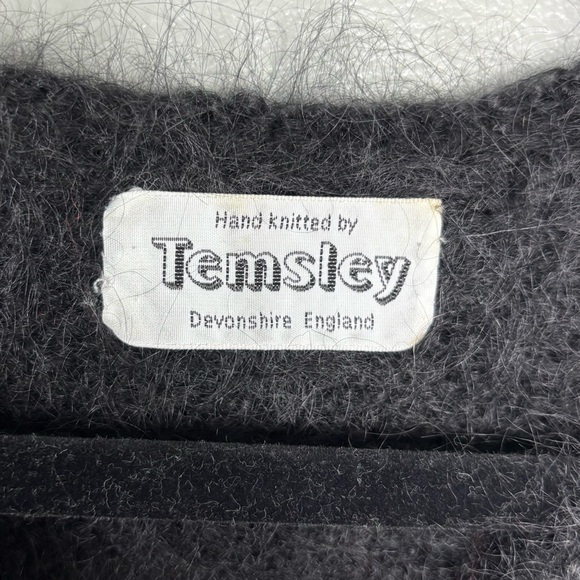 Hand knitted by
Temsley
Devonshire England